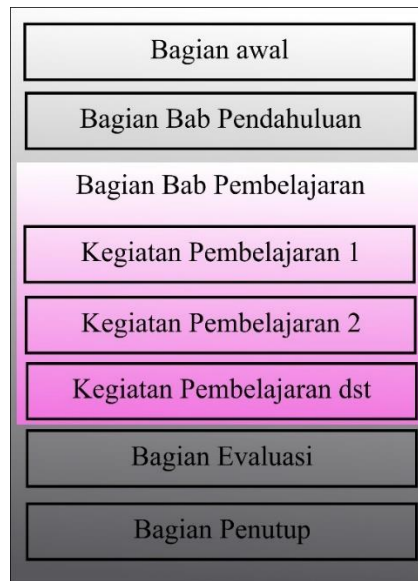 Bagian awal
Bagian Bab Pendahuluan
Bagian Bab Pembelajaran
Kegiatan Pembelajaran 1
Kegiatan Pembelajaran 2
Kegiatan Pembelajaran dst
Bagian Evaluasi
Bagian Penutup